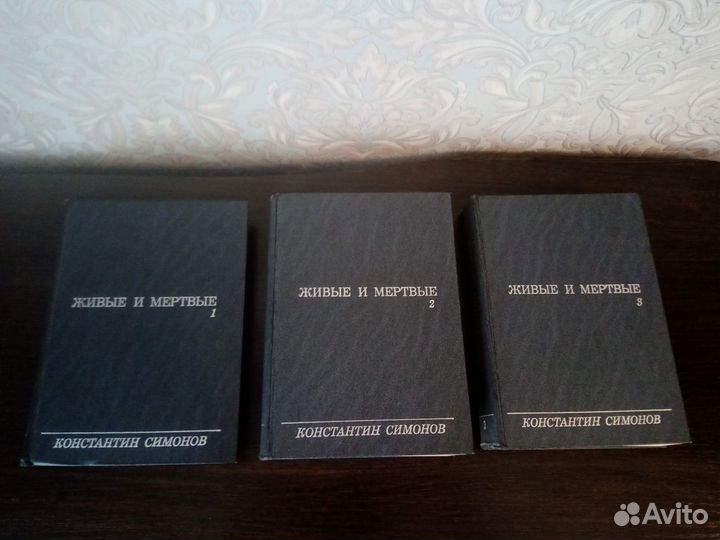 ЖИВЫЕ И МЕРТВЫЕ
1
КОНСТАНТИН СИМОНОВ
ЖИВЫЕ И МЕРТВЫЕ
2
КОНСТАНТИН СИМОНОВ
ЖИВЫЕ И МЕРТВЫЕ
3
КОНСТАНТИН СИМОНОВ
Avito